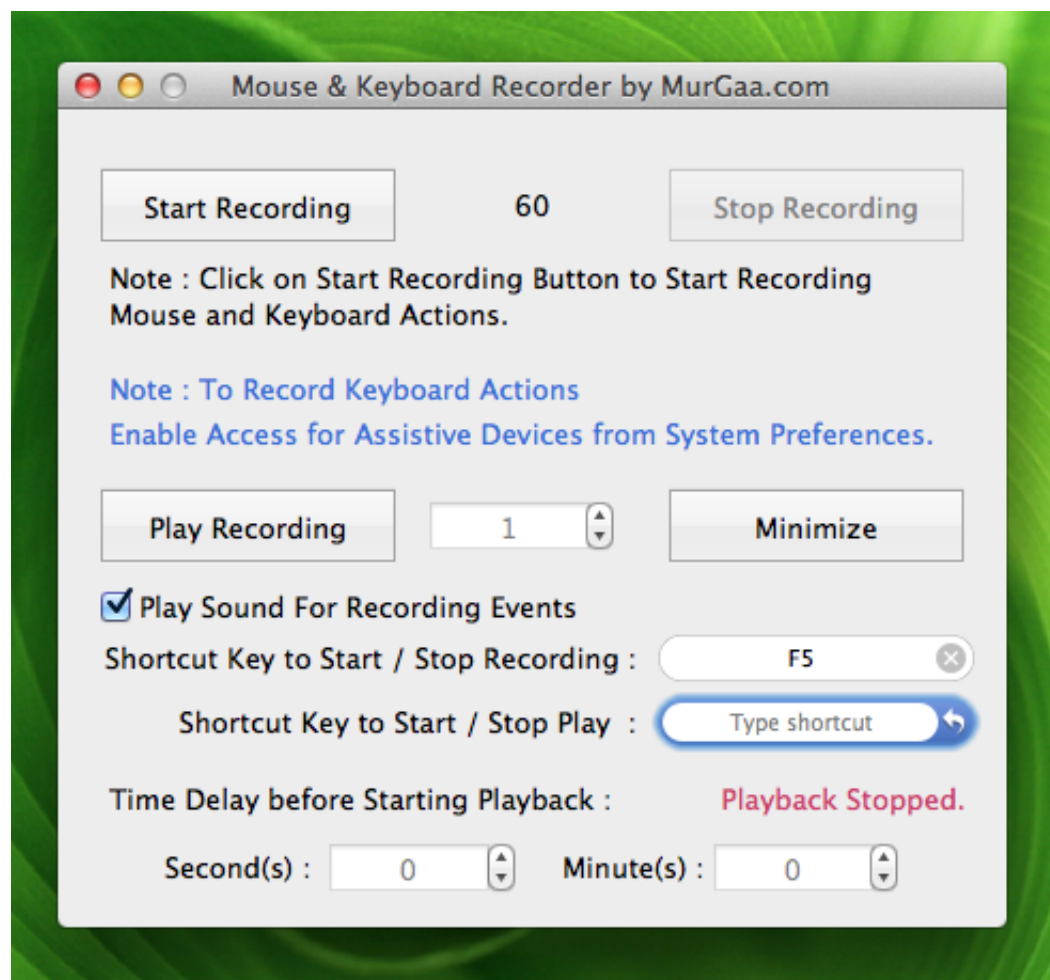 Mouse & Keyboard Recorder by MurGaa.com
Start Recording 60 Stop Recording
Note : Click on Start Recording Button to Start Recording
Mouse and Keyboard Actions.
Note : To Record Keyboard Actions
Enable Access for Assistive Devices from System Preferences.
Play Recording 1 Minimize
Play Sound For Recording Events
Shortcut Key to Start / Stop Recording : F5
Shortcut Key to Start / Stop Play : Type shortcut
Time Delay before Starting Playback : Playback Stopped.
Second(s) : 0 Minute(s) : 0